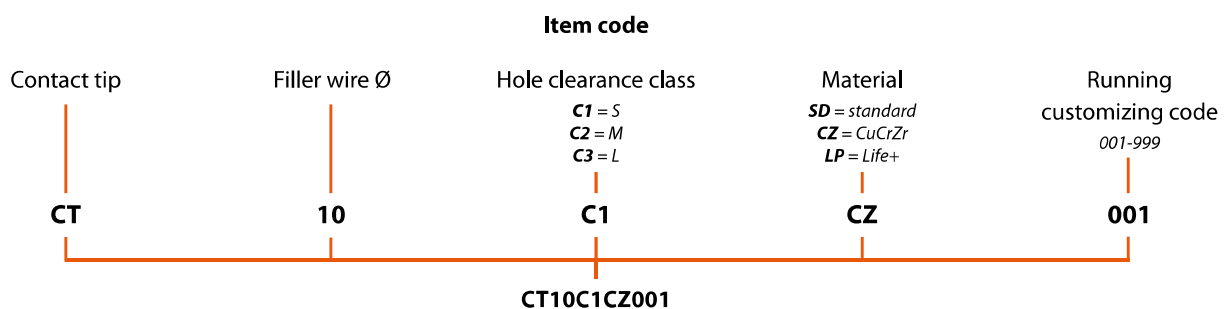 Item code
Contact tip
Filler wire Ø
Hole clearance class
C1 = S
C2 = M
C3 = L
Material
SD = standard
CZ = CuCrZr
LP = Life+
Running
customizing code
001-999
CT
10
C1
CZ
001
CT10C1CZ001